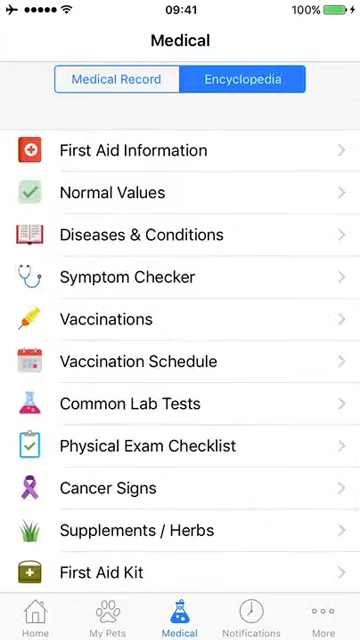 09:41
100%
Medical
Medical Record
Encyclopedia
First Aid Information
Normal Values
Diseases & Conditions
Symptom Checker
Vaccinations
Vaccination Schedule
Common Lab Tests
Physical Exam Checklist
Cancer Signs
Supplements / Herbs
First Aid Kit
Home
My Pets
Medical
Notifications
More